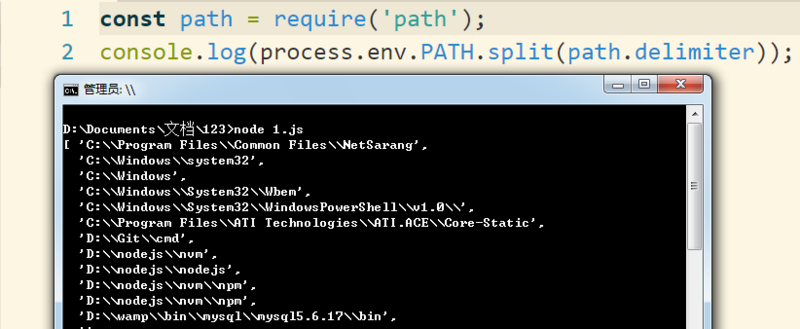 1 const path = require('path');
2 console.log(process.env.PATH.split(path.delimiter));
管理员: \\
D:\Documents\文档\123>node 1.js
[ 'C:\\Program Files\\Common Files\\NetSarang',
'C:\\Windows\\system32',
'C:\\Windows',
'C:\\Windows\\System32\\Wbem',
'C:\\Windows\\System32\\WindowsPowerShell\\v1.0\\',
'C:\\Program Files\\ATI Technologies\\ATI.ACE\\Core-Static',
'D:\\Git\\cmd',
'D:\\nodejs\\nvm',
'D:\\nodejs\\nodejs',
'D:\\nodejs\\nvm\\npm',
'D:\\nodejs\\nvm\\npm',
'D:\\wamp\\bin\\mysql\\mysql5.6.17\\bin',